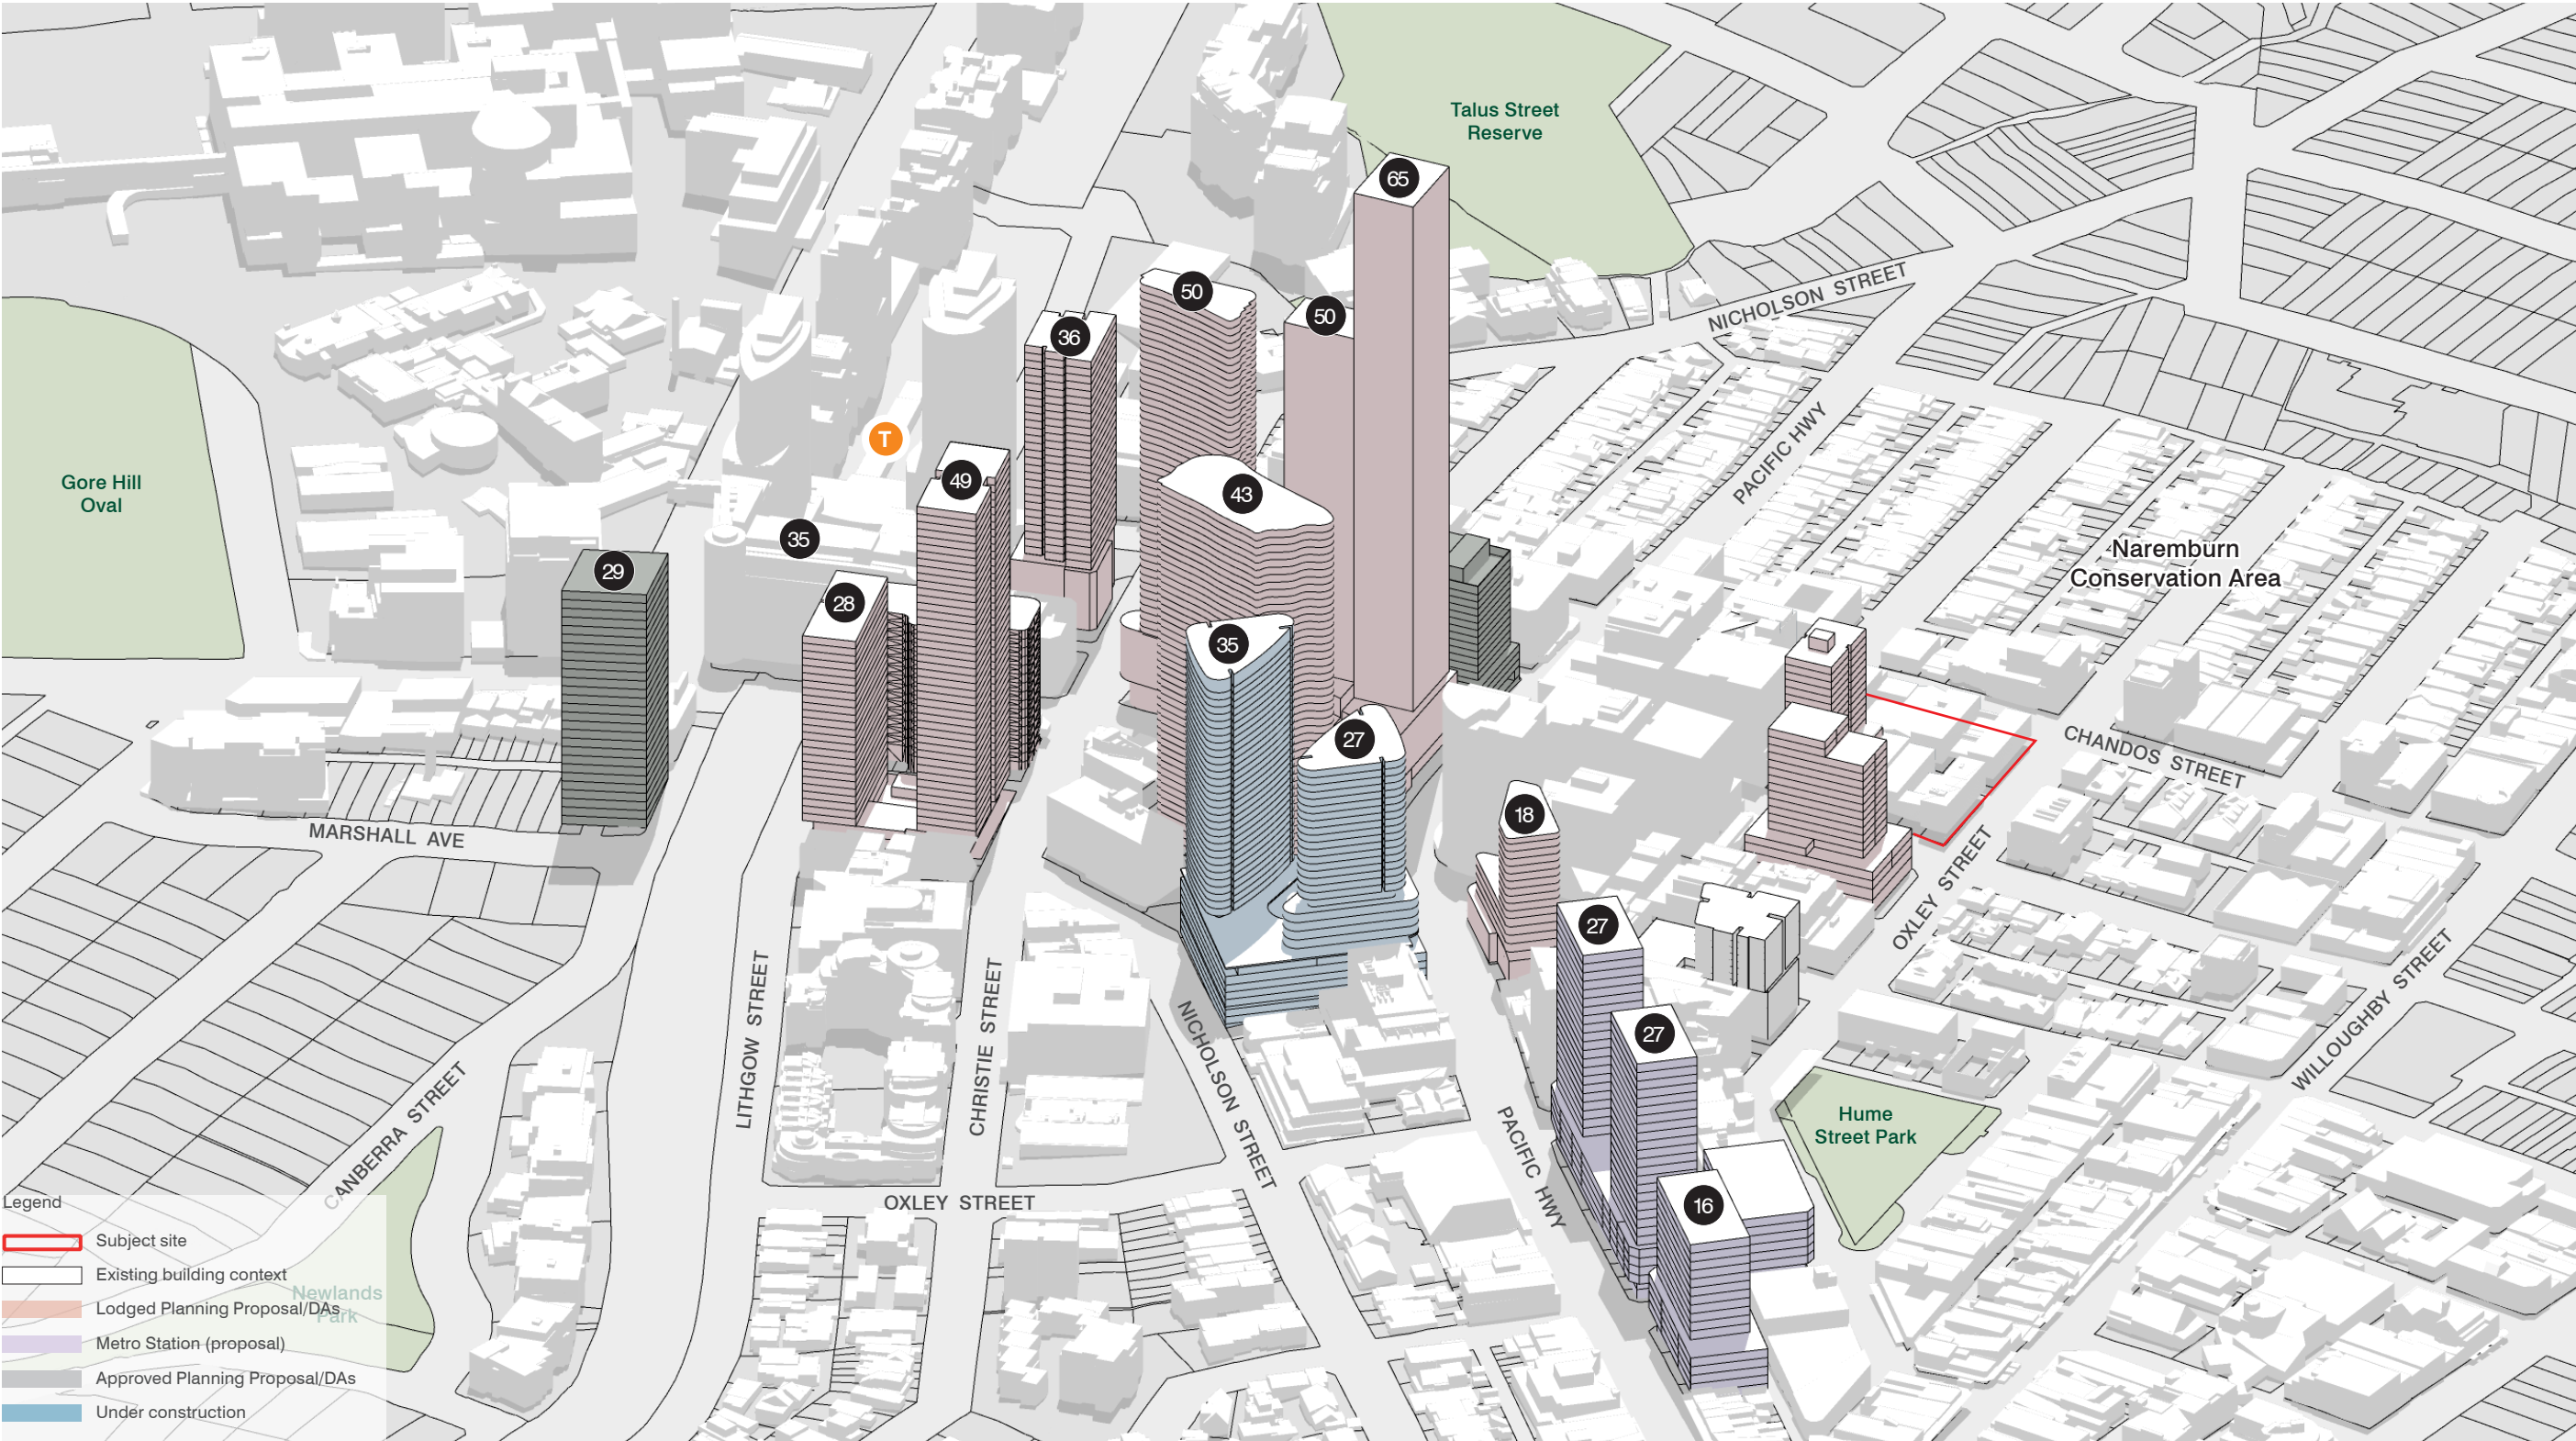 Talus Street
Reserve
65
NICHOLSON STREET
50
50
36
PACIFIC HWY
T
Gore Hill
Oval
49
43
35
Naremburn
Conservation Area
29
28
35
27
CHANDOS STREET
18
MARSHALL AVE
OXLEY STREET
27
WILLOUGHBY STREET
27
LITHGOW STREET
CHRISTIE STREET
NICHOLSON STREET
Hume
Street Park
CANBERRA STREET
PACIFIC HWY
OXLEY STREET
16
Legend
Subject site
Existing building context
Newlands
Park
Lodged Planning Proposal/DAs
Metro Station (proposal)
Approved Planning Proposal/DAs
Under construction